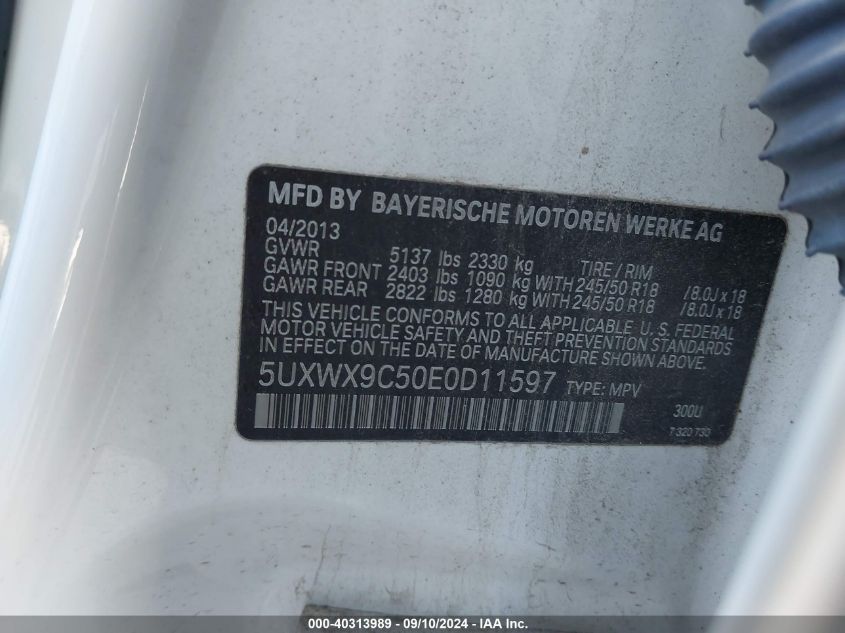 MFD BY BAYERISCHE MOTOREN WERKE AG
04/2013
GVWR 5137 lbs 2330 kg TIRE / RIM
GAWR FRONT 2403 lbs 1090 kg WITH 245/50 R18 /8.0J x 18
GAWR REAR 2822 lbs 1280 kg WITH 245/50 R18 /8.0J x 18
THIS VEHICLE CONFORMS TO ALL APPLICABLE U. S. FEDERAL
MOTOR VEHICLE SAFETY AND THEFT PREVENTION STANDARDS
IN EFFECT ON THE DATE OF MANUFACTURE SHOWN ABOVE.
5UXWX9C50E0D11597 TYPE: MPV
300U
7 320 730
000-40313989 - 09/10/2024 - IAA Inc.